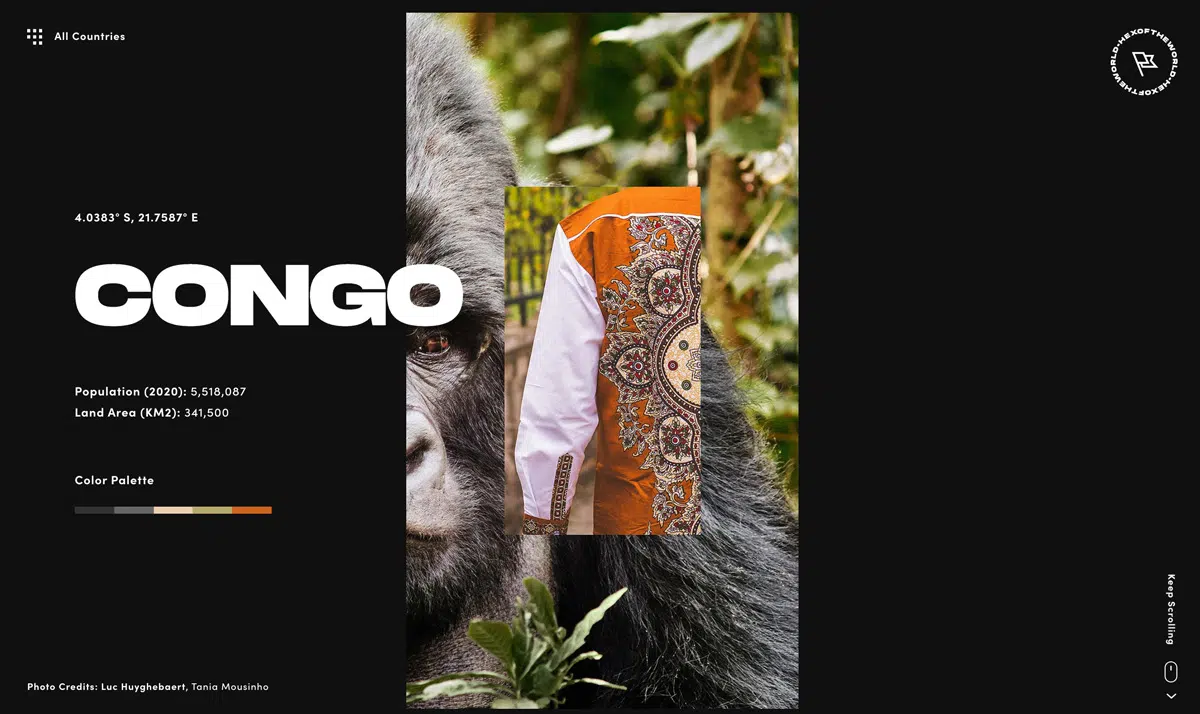 All Countries
HEXOFTHEWORLD·HEXOFTHEWORLD·
4.0383° S, 21.7587° E
CONGO
Population (2020): 5,518,087
Land Area (KM2): 341,500
Color Palette
Keep Scrolling
Photo Credits: Luc Huyghebaert, Tania Mousinho